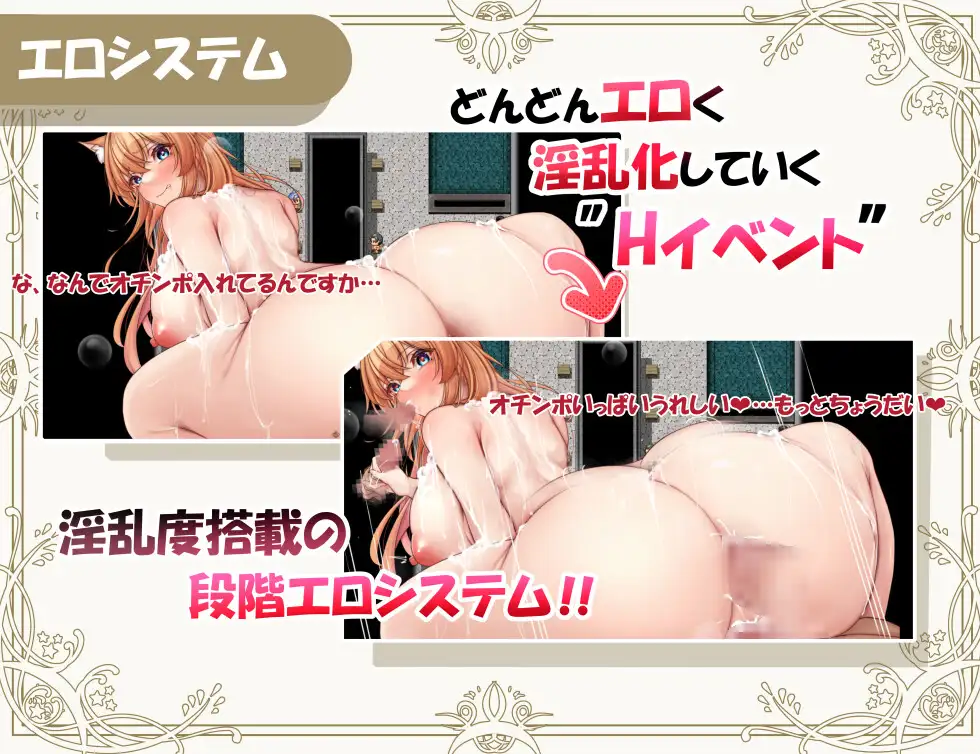 エロシステム
どんどんエロく
淫乱化していく
"Hイベント"
な、なんでオチンポ入れてるんですか…
オチンポいっぱいうれしい❤…もっとちょうだい❤
淫乱度搭載の
段階エロシステム!!